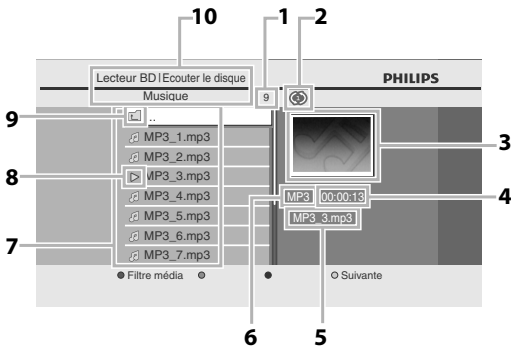 10 1 2
Lecteur BD | Ecouter le disque
PHILIPS
Musique
9
9
..
MP3_1.mp3
3
MP3_2.mp3
8
MP3_3.mp3
MP3_4.mp3
MP3 00:00:13
4
MP3_5.mp3
MP3_3.mp3
MP3_6.mp3
7
MP3_7.mp3
Filtre média
Suivante
6 5